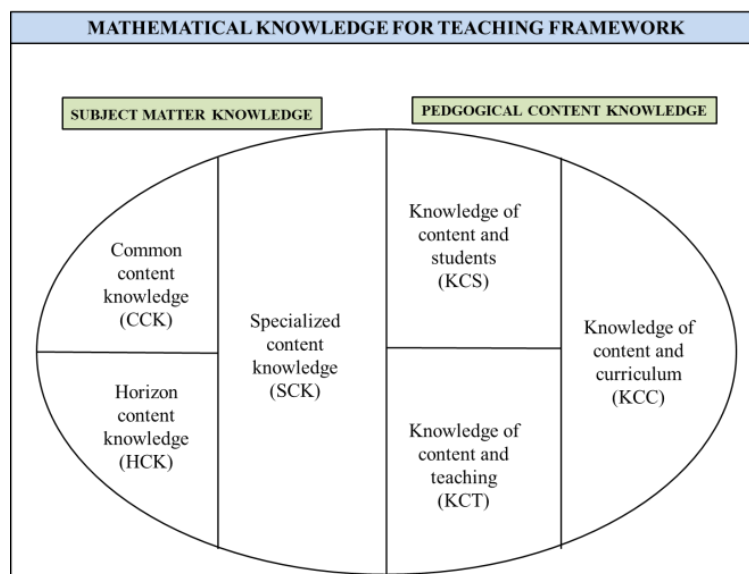 MATHEMATICAL KNOWLEDGE FOR TEACHING FRAMEWORK
SUBJECT MATTER KNOWLEDGE
PEDGOGICAL CONTENT KNOWLEDGE
Common
content
knowledge
(CCK)
Horizon
content
knowledge
(HCK)
Specialized
content
knowledge
(SCK)
Knowledge of
content and
students
(KCS)
Knowledge of
content and
teaching
(KCT)
Knowledge of
content and
curriculum
(KCC)